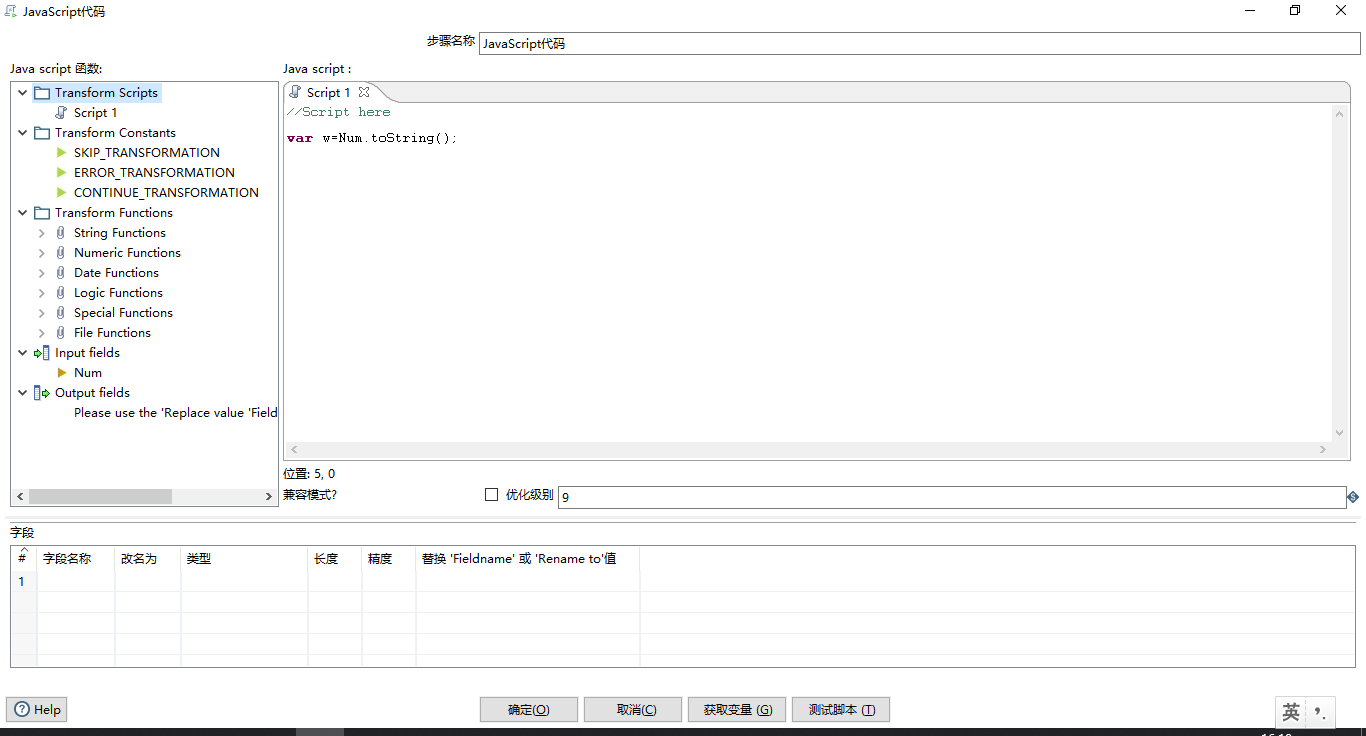 JavaScript代码
步骤名称 JavaScript代码
Java script 函数:
Transform Scripts
Script 1
Transform Constants
SKIP_TRANSFORMATION
ERROR_TRANSFORMATION
CONTINUE_TRANSFORMATION
Transform Functions
String Functions
Numeric Functions
Date Functions
Logic Functions
Special Functions
File Functions
Input fields
Num
Output fields
Please use the 'Replace value 'Field
Java script :
Script 1
//Script here
var w=Num.toString();
位置: 5, 0
兼容模式? 优化级别 9
字段
# 字段名称 改名为 类型 长度 精度 替换 'Fieldname' 或 'Rename to'值
1
Help 确定(O) 取消(C) 获取变量 (G) 测试脚本 (T)
英